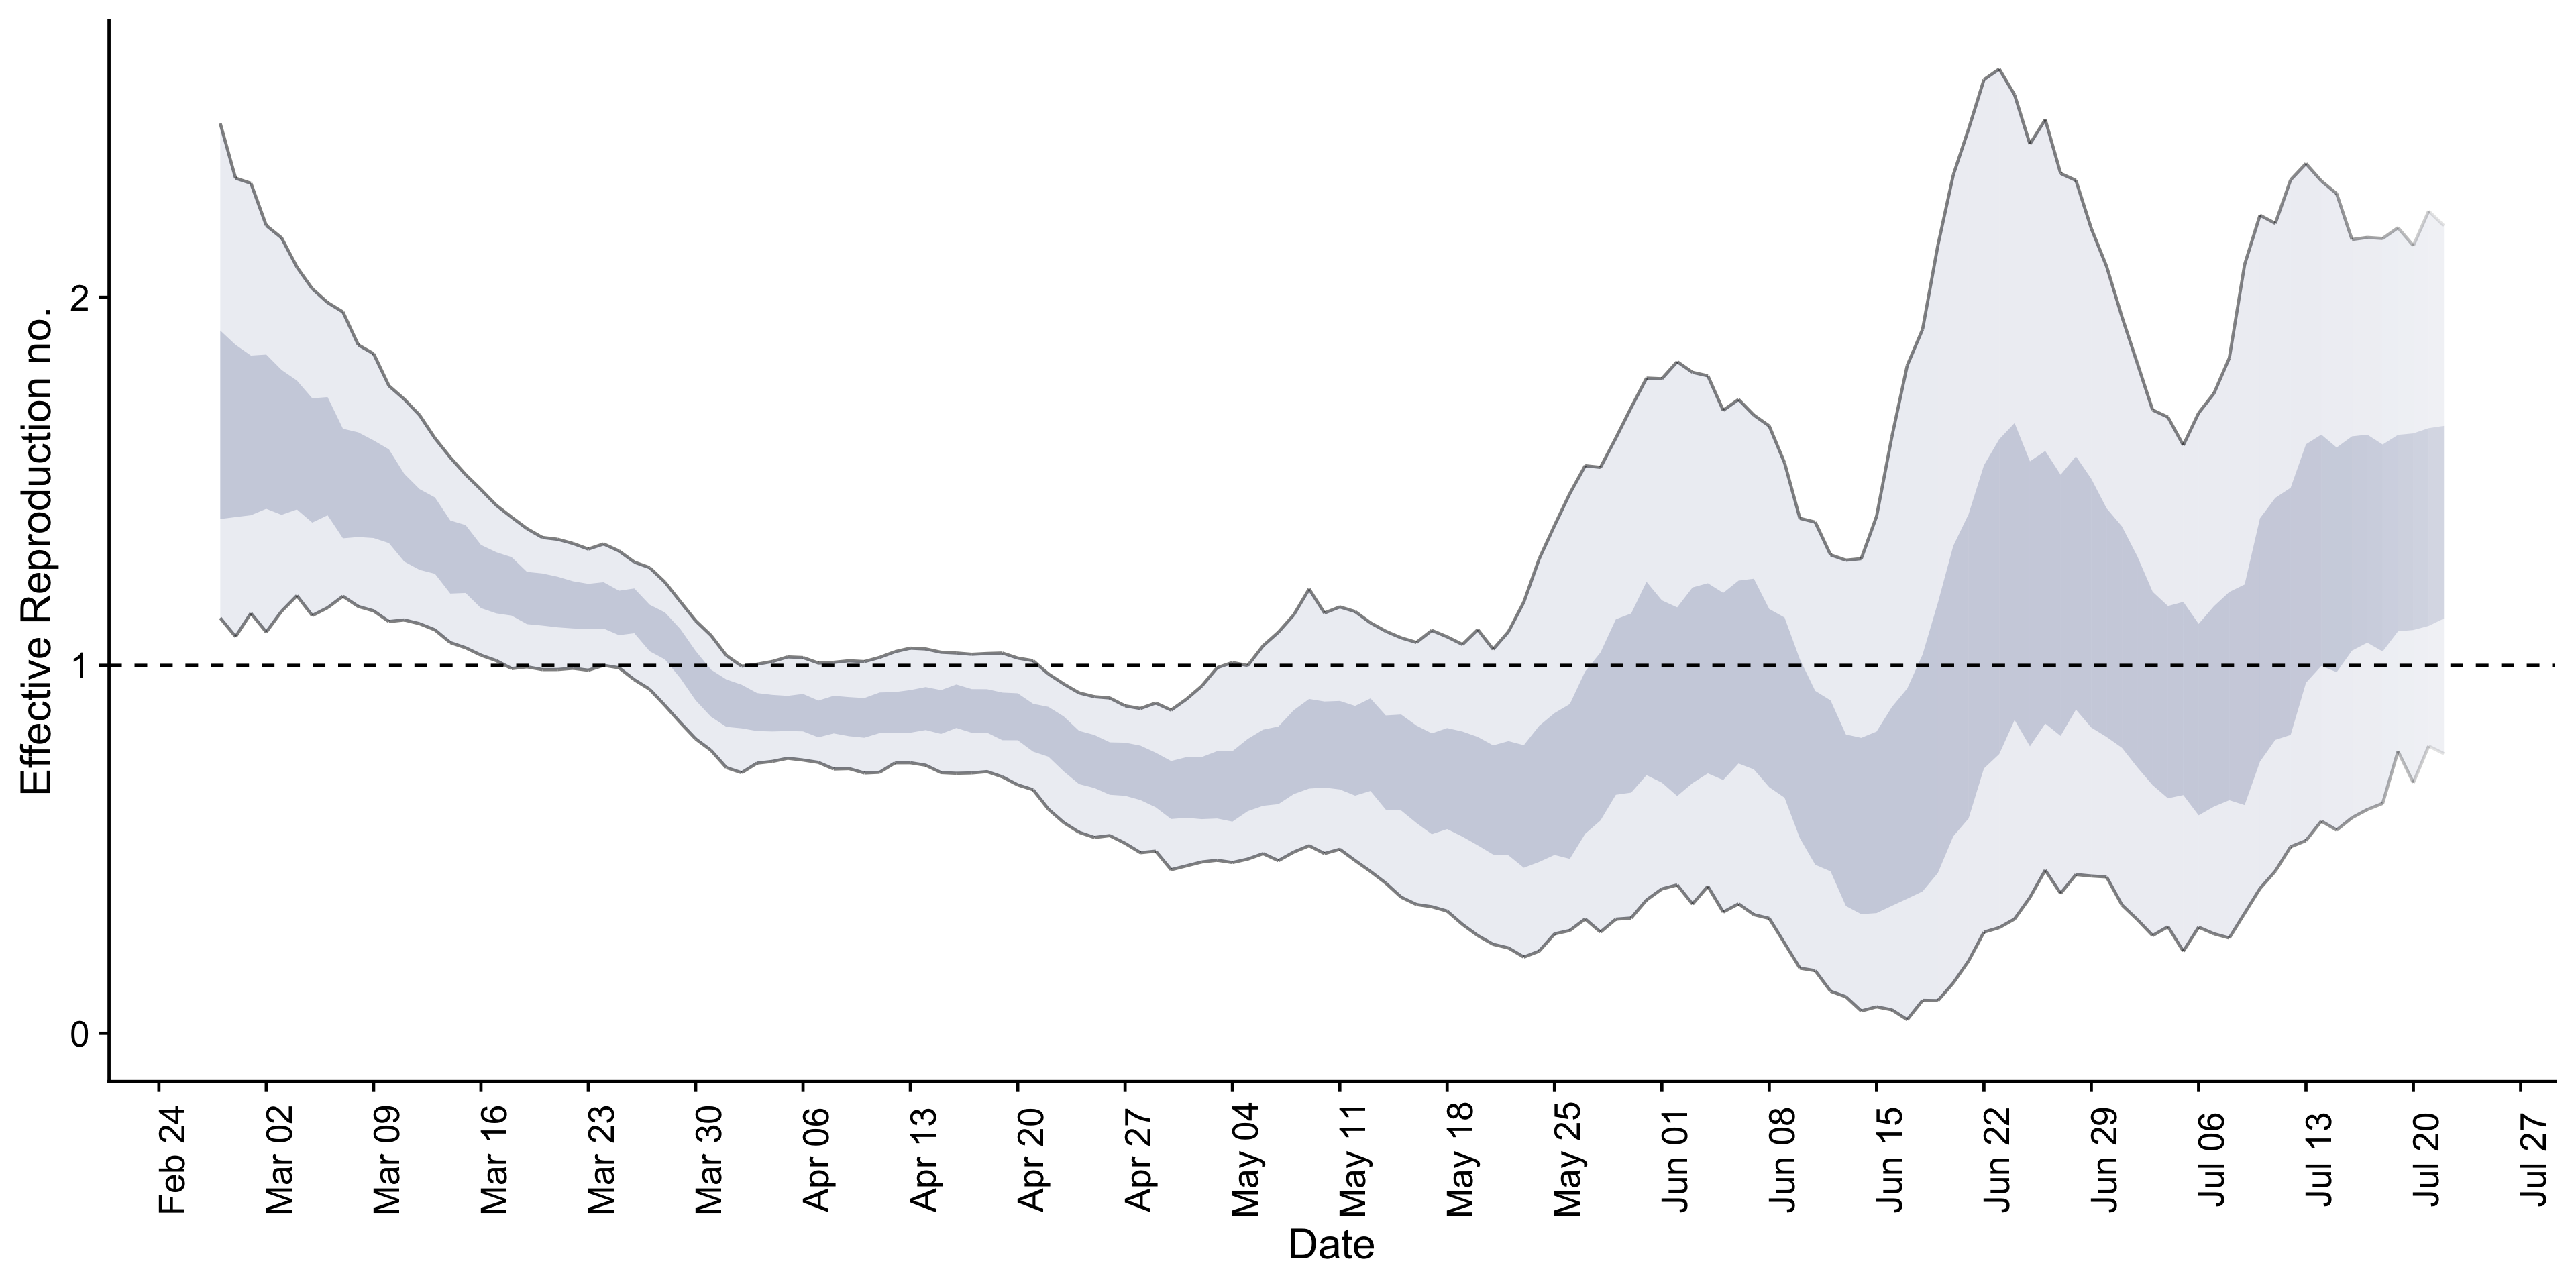 Effective Reproduction no.
2
1
0
Feb 24
Mar 02
Mar 09
Mar 16
Mar 23
Mar 30
Apr 06
Apr 13
Apr 20
Apr 27
May 04
May 11
May 18
May 25
Jun 01
Jun 08
Jun 15
Jun 22
Jun 29
Jul 06
Jul 13
Jul 20
Jul 27
Date